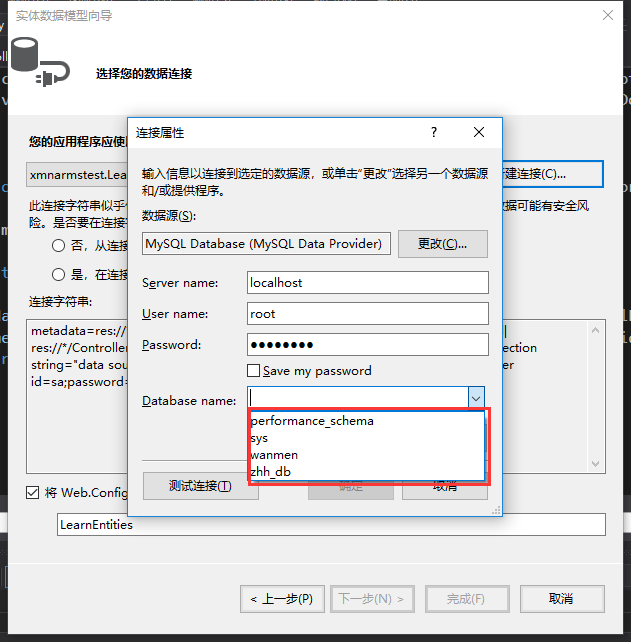 实体数据模型向导
选择您的数据连接
您的应用程序应使
xmnarmstest.Lea
建连接(C)...
此连接字符串似乎
数据可能有安全风
险。是否要在连接字
否，从连接
是，在连接
连接字符串:
metadata=res://
res://*/Controller
ection
string="data sou
er
id=sa;password=
将 Web.Config
LearnEntities
< 上一步(P)
下一步(N) >
完成(F)
取消
连接属性
?
输入信息以连接到选定的数据源，或单击“更改”选择另一个数据源
和/或提供程序。
数据源(S):
MySQL Database (MySQL Data Provider)
更改(C)...
Server name:
localhost
User name:
root
Password:
●●●●●●●●
Save my password
Database name:
performance_schema
sys
wanmen
zhh_db
测试连接(T)
确定
取消